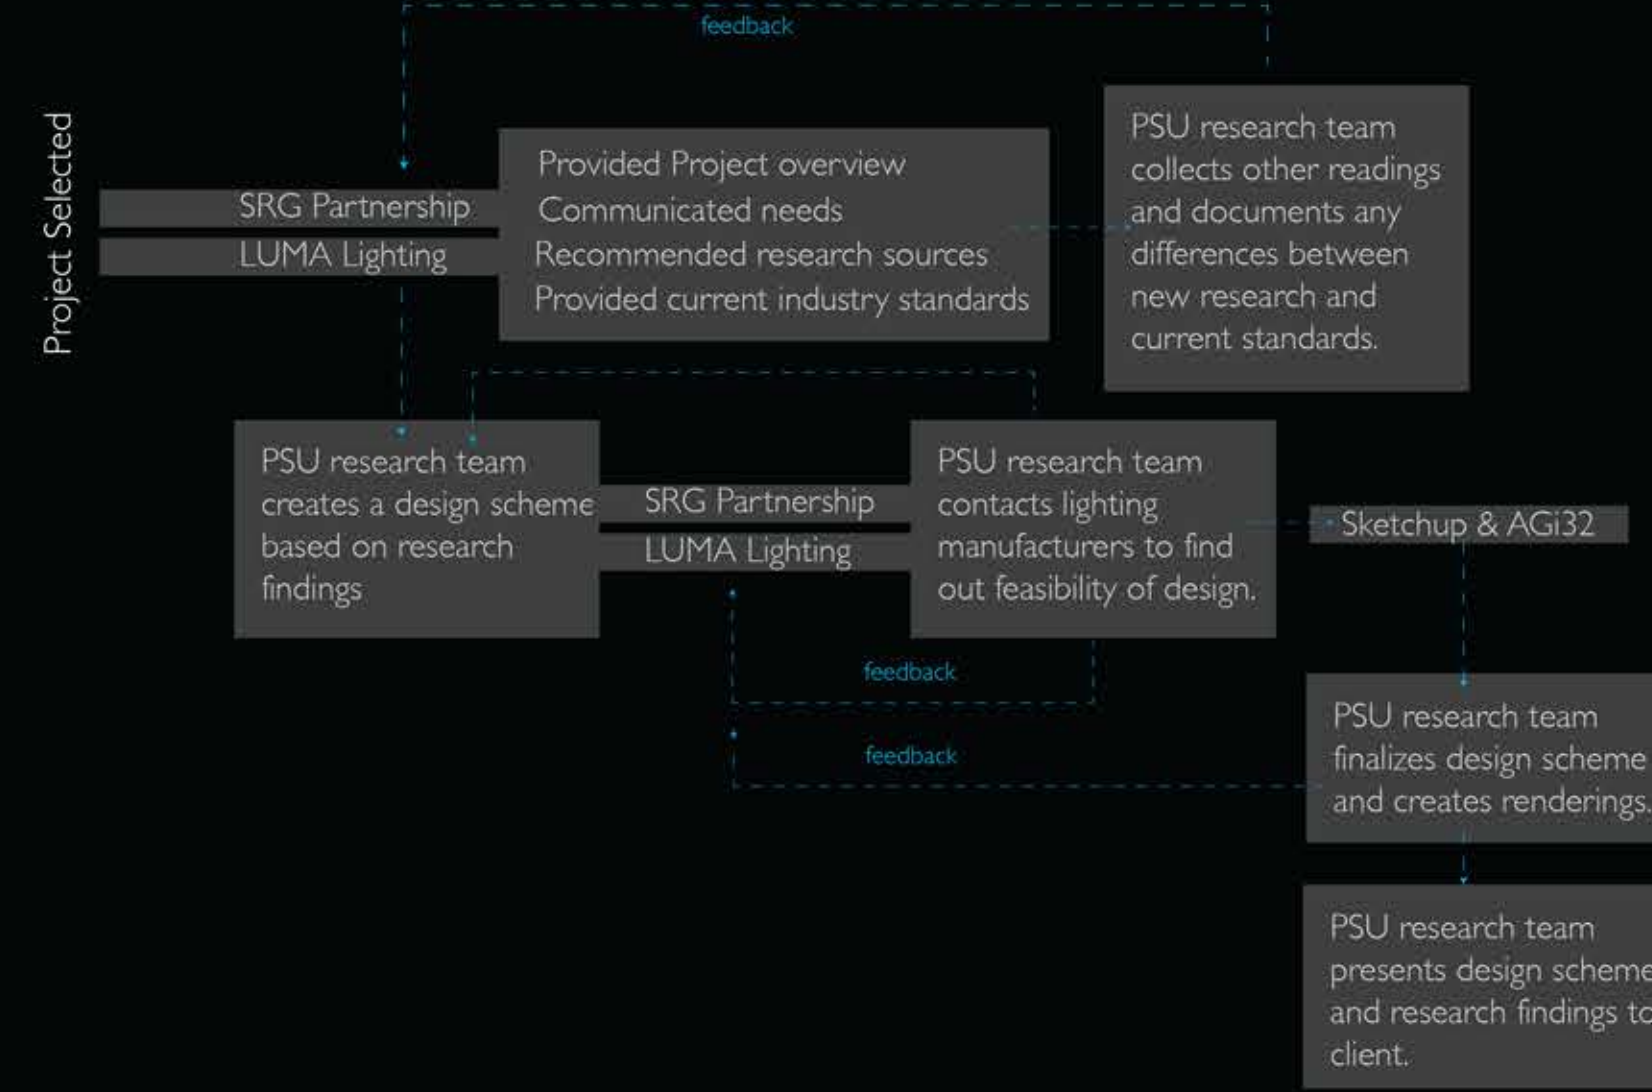 feedback
Project Selected
SRG Partnership
LUMA Lighting
Provided Project overview
Communicated needs
Recommended research sources
Provided current industry standards
PSU research team
collects other readings
and documents any
differences between
new research and
current standards.
PSU research team
creates a design scheme
based on research
findings
SRG Partnership
LUMA Lighting
PSU research team
contacts lighting
manufacturers to find
out feasibility of design.
Sketchup & AGi32
feedback
feedback
PSU research team
finalizes design scheme
and creates renderings.
PSU research team
presents design scheme
and research findings to
client.